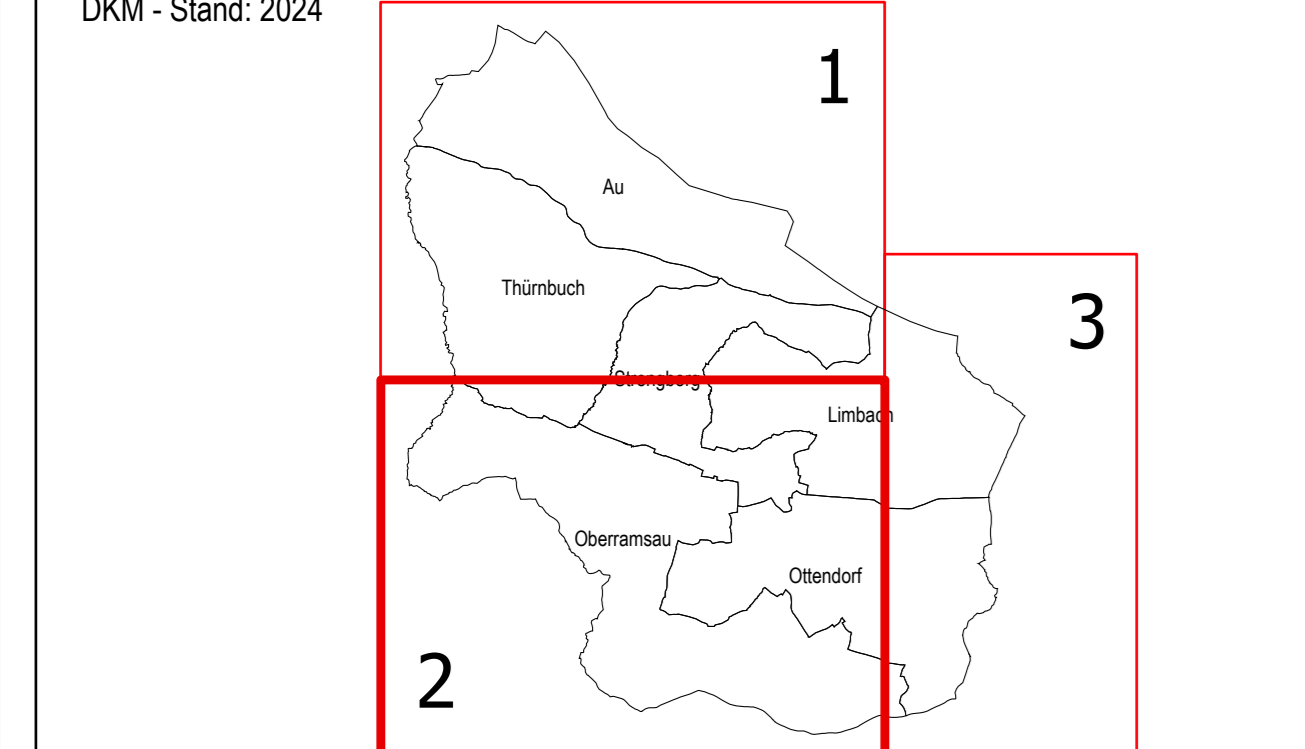 DKM - Stand: 2024
1
Au
Thürnbuch
3
Strengberg
Limbach
Oberramsau
Ottendorf
2